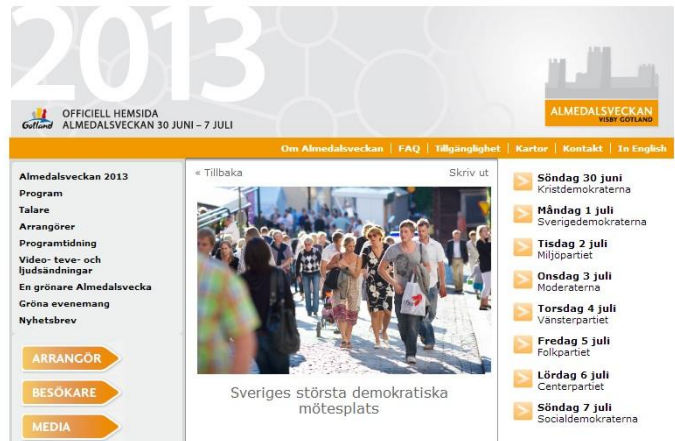 2013
Gotland
OFFICIELL HEMSIDA
ALMEDALSVECKAN 30 JUNI – 7 JULI
ALMEDALSVECKAN
VISBY GOTLAND
Om Almedalsveckan | FAQ | Tillgänglighet | Kartor | Kontakt | In English
Almedalsveckan 2013
Program
Talare
Arrangörer
Programtidning
Video- teve- och
ljudsändningar
En grönare Almedalsvecka
Gröna evenemang
Nyhetsbrev
ARRANGÖR
BESÖKARE
MEDIA
« Tillbaka
Skriv ut
Sveriges största demokratiska
mötesplats
Söndag 30 juni
Kristdemokraterna
Måndag 1 juli
Sverigedemokraterna
Tisdag 2 juli
Miljöpartiet
Onsdag 3 juli
Moderaterna
Torsdag 4 juli
Vänsterpartiet
Fredag 5 juli
Folkpartiet
Lördag 6 juli
Centerpartiet
Söndag 7 juli
Socialdemokraterna